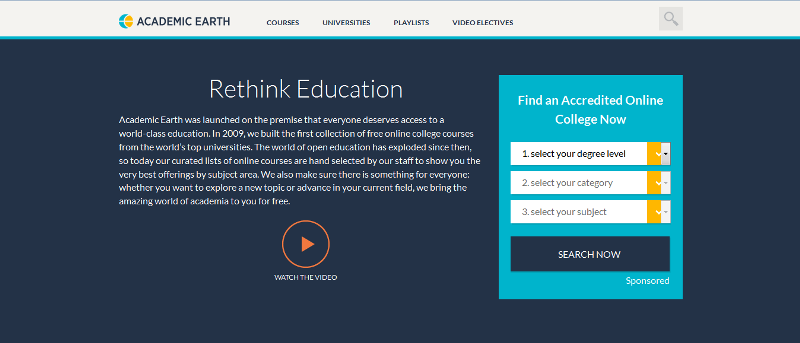 ACADEMIC EARTH
COURSES
UNIVERSITIES
PLAYLISTS
VIDEO ELECTIVES
Rethink Education
Academic Earth was launched on the premise that everyone deserves access to a
world-class education. In 2009, we built the first collection of free online college courses
from the world's top universities. The world of open education has exploded since then,
so today our curated lists of online courses are hand selected by our staff to show you the
very best offerings by subject area. We also make sure there is something for everyone:
whether you want to explore a new topic or advance in your current field, we bring the
amazing world of academia to you for free.
WATCH THE VIDEO
Find an Accredited Online
College Now
1. select your degree level
2. select your category
3. select your subject
SEARCH NOW
Sponsored